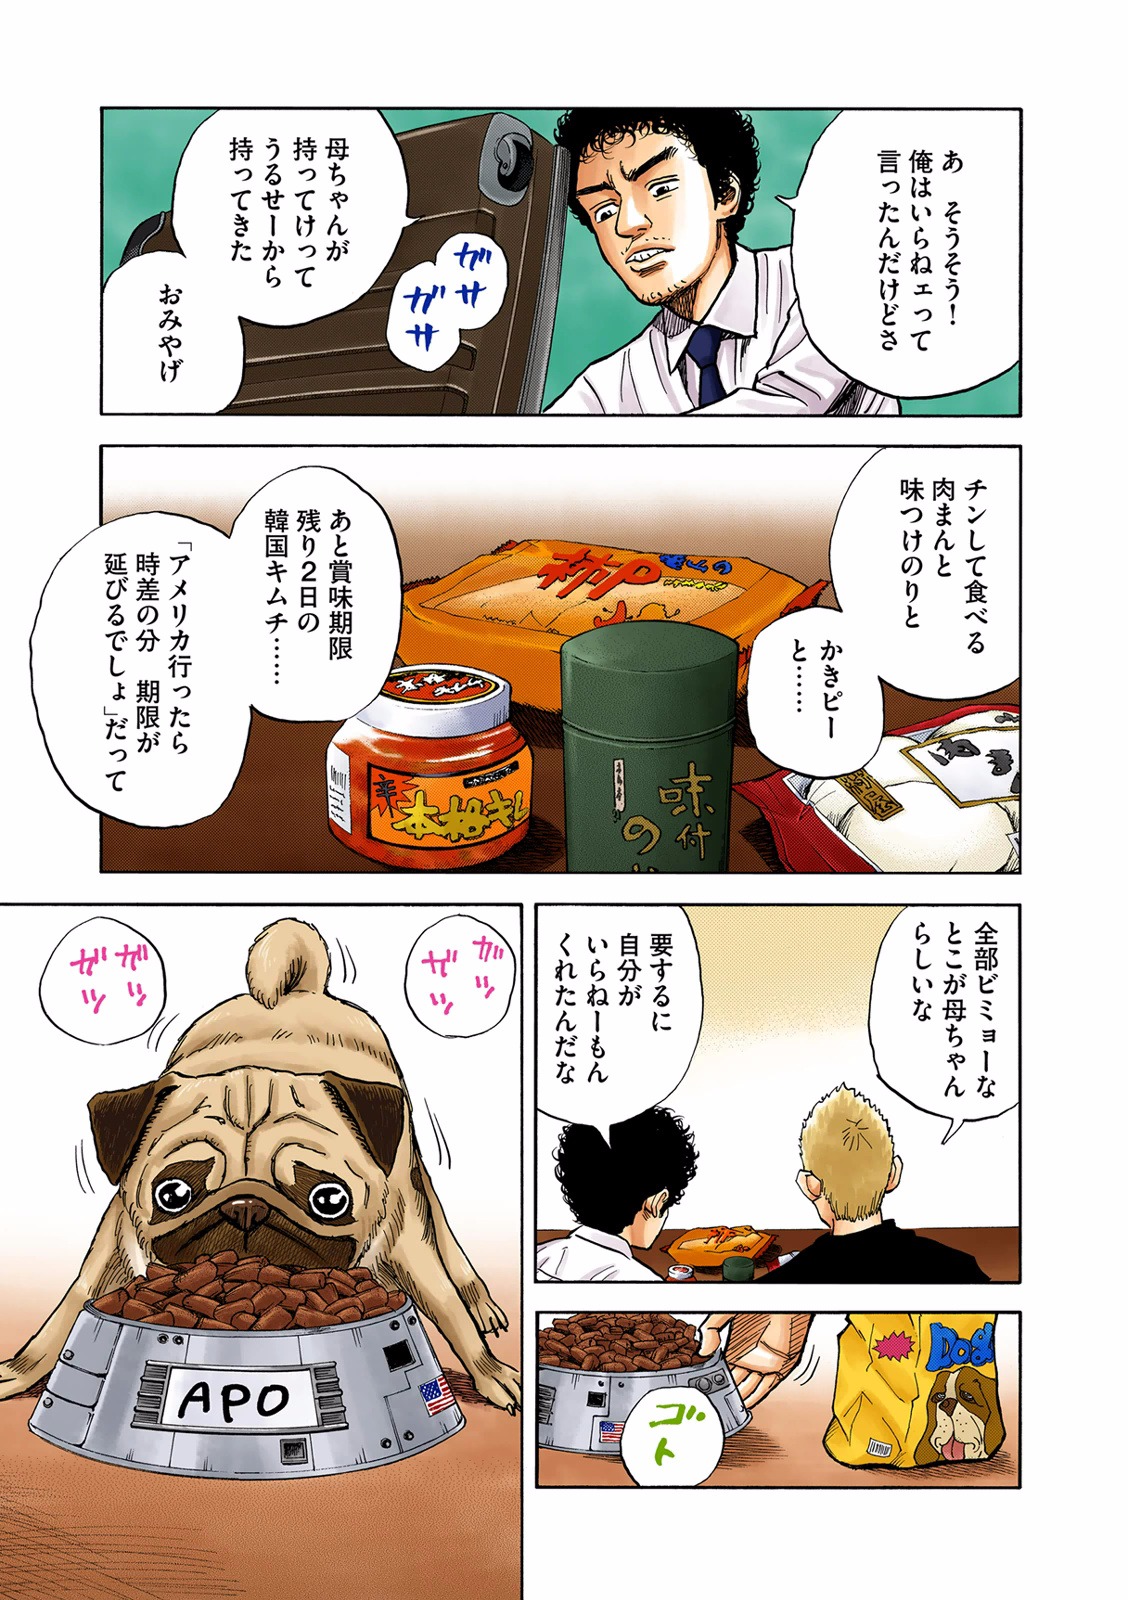 あ　そうそう!
俺はいらねェって
言ったんだけどさ
母ちゃんが
持ってけって
うるせーから
持ってきた
ガサ
ガサ
おみやげ
チンして食べる
肉まんと
味つけのりと
かきピー
と……
あと賞味期限
残り2日の
韓国キムチ……
「アメリカ行ったら
時差の分　期限が
延びるでしょ」だって
味付
の
辛
本格キム
全部ビミョーな
とこが母ちゃん
らしいな
要するに
自分が
いらねーもん
くれたんだな
Dog
ゴト
ガッ
ガッ
ガッ
ガッ
APO